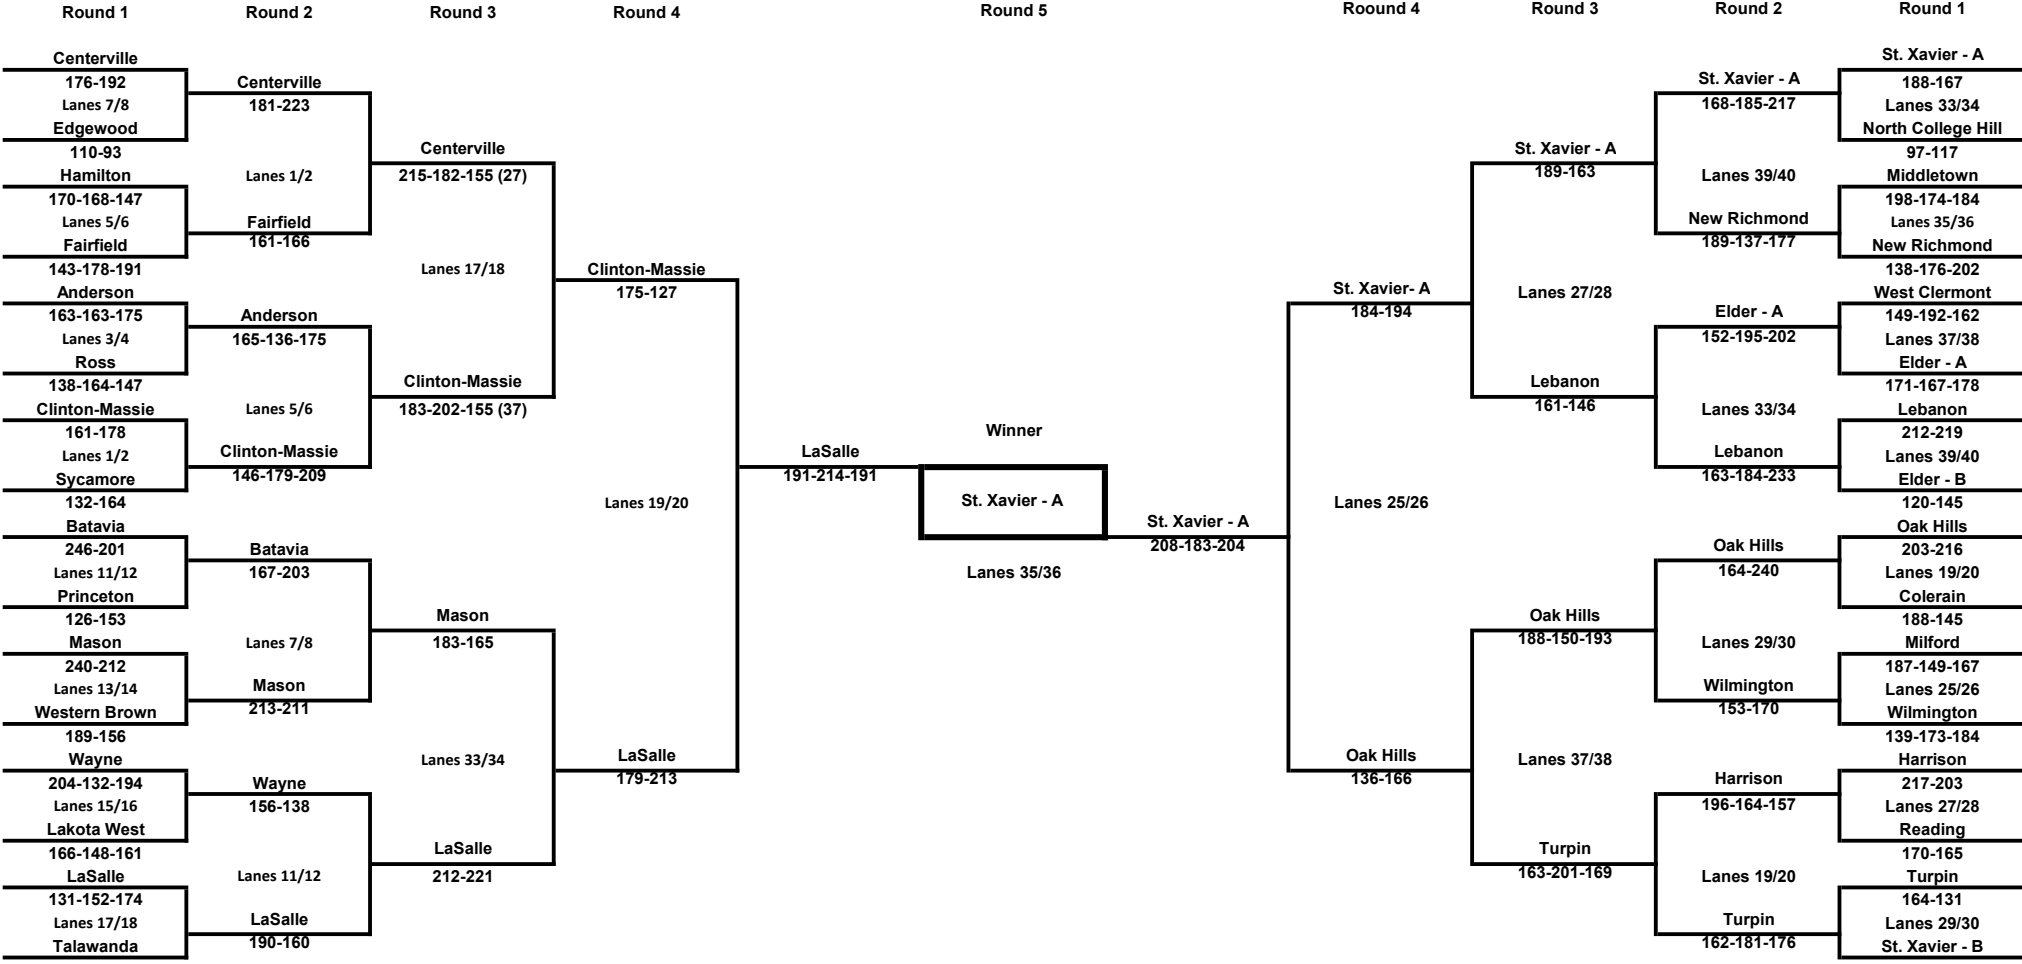 Round 1
Round 2
Round 3
Round 4
Round 5
Roound 4
Round 3
Round 2
Round 1
Centerville
176-192
Lanes 7/8
Edgewood
110-93
Hamilton
170-168-147
Lanes 5/6
Fairfield
143-178-191
Anderson
163-163-175
Lanes 3/4
Ross
138-164-147
Clinton-Massie
161-178
Lanes 1/2
Sycamore
132-164
Batavia
246-201
Lanes 11/12
Princeton
126-153
Mason
240-212
Lanes 13/14
Western Brown
189-156
Wayne
204-132-194
Lanes 15/16
Lakota West
166-148-161
LaSalle
131-152-174
Lanes 17/18
Talawanda
Centerville
181-223
Lanes 1/2
Fairfield
161-166
Anderson
165-136-175
Lanes 5/6
Clinton-Massie
146-179-209
Batavia
167-203
Lanes 7/8
Mason
213-211
Wayne
156-138
Lanes 11/12
LaSalle
190-160
Centerville
215-182-155 (27)
Lanes 17/18
Clinton-Massie
183-202-155 (37)
Mason
183-165
Lanes 33/34
LaSalle
212-221
Clinton-Massie
175-127
Lanes 19/20
LaSalle
179-213
LaSalle
191-214-191
Winner
St. Xavier - A
Lanes 35/36
St. Xavier - A
208-183-204
St. Xavier- A
184-194
Lanes 25/26
Oak Hills
136-166
St. Xavier - A
189-163
Lanes 27/28
Lebanon
161-146
Oak Hills
188-150-193
Lanes 37/38
Turpin
163-201-169
St. Xavier - A
168-185-217
Lanes 39/40
New Richmond
189-137-177
Elder - A
152-195-202
Lanes 33/34
Lebanon
163-184-233
Oak Hills
164-240
Lanes 29/30
Wilmington
153-170
Harrison
196-164-157
Lanes 19/20
Turpin
162-181-176
St. Xavier - A
188-167
Lanes 33/34
North College Hill
97-117
Middletown
198-174-184
Lanes 35/36
New Richmond
138-176-202
West Clermont
149-192-162
Lanes 37/38
Elder - A
171-167-178
Lebanon
212-219
Lanes 39/40
Elder - B
120-145
Oak Hills
203-216
Lanes 19/20
Colerain
188-145
Milford
187-149-167
Lanes 25/26
Wilmington
139-173-184
Harrison
217-203
Lanes 27/28
Reading
170-165
Turpin
164-131
Lanes 29/30
St. Xavier - B